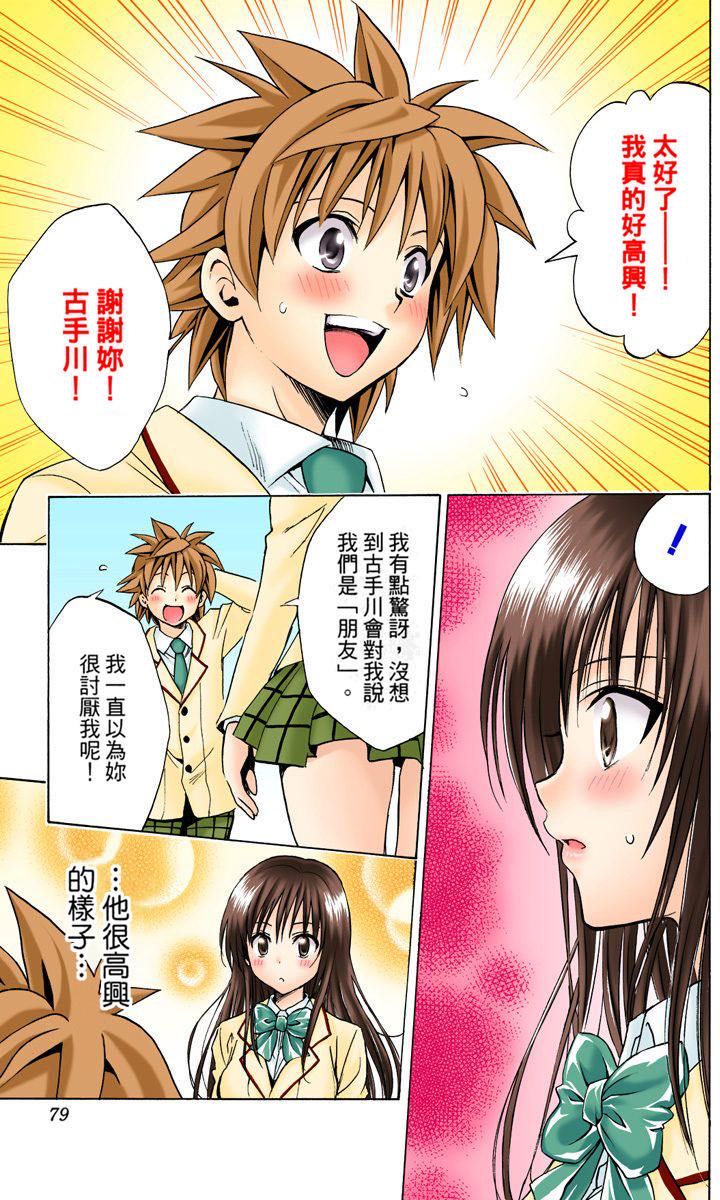 太好了——！
我真的好高興！
謝謝妳！
古手川！
！
我有點驚訝，沒想
到古手川會對我說
我們是「朋友」。
我一直以為妳
很討厭我呢！
…他很高興
的樣子…
79